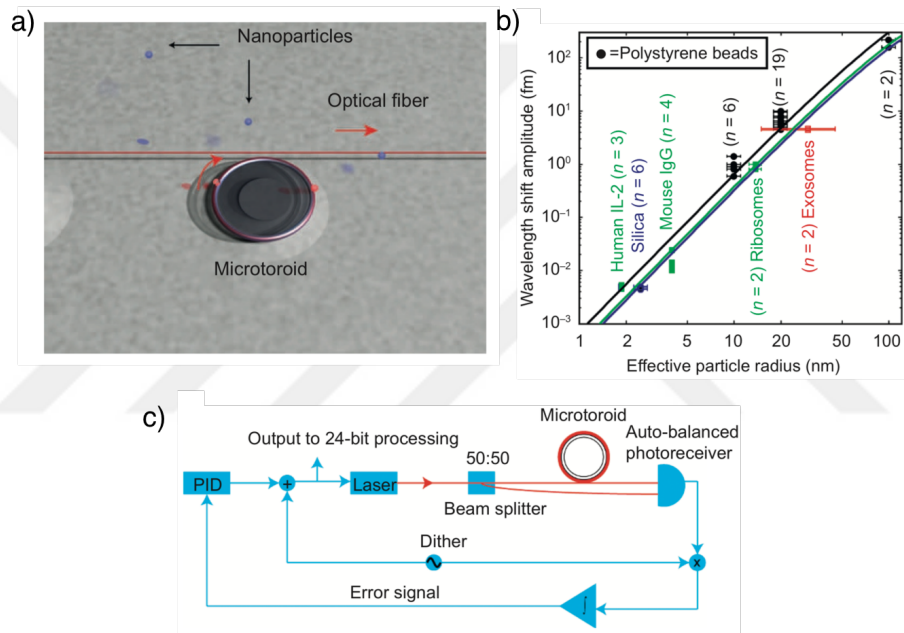 a)
Nanoparticles
Optical fiber
Microtoroid
b)
Wavelength shift amplitude (fm)
10²
10¹
10⁰
10⁻¹
10⁻²
10⁻³
=Polystyrene beads
Human IL-2 (n = 3)
Silica (n = 6)
Mouse IgG (n = 4)
(n = 6)
(n = 19)
(n = 2)
(n = 2) Ribosomes
(n = 2) Exosomes
1 2 5 10 20 50 100
Effective particle radius (nm)
c)
Output to 24-bit processing
PID
+
Laser
50:50
Beam splitter
Microtoroid
Auto-balanced
photoreceiver
Dither
x
Error signal
∫